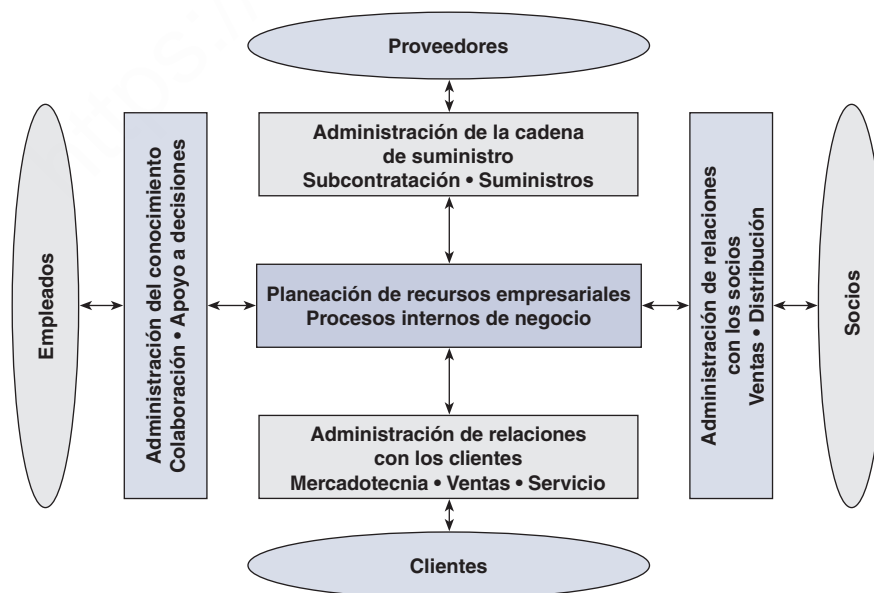 Proveedores
Administración de la cadena
de suministro
Subcontratación • Suministros
Empleados
Administración del conocimiento
Colaboración • Apoyo a decisiones
Planeación de recursos empresariales
Procesos internos de negocio
Administración de relaciones
con los socios
Ventas • Distribución
Socios
Administración de relaciones
con los clientes
Mercadotecnia • Ventas • Servicio
Clientes